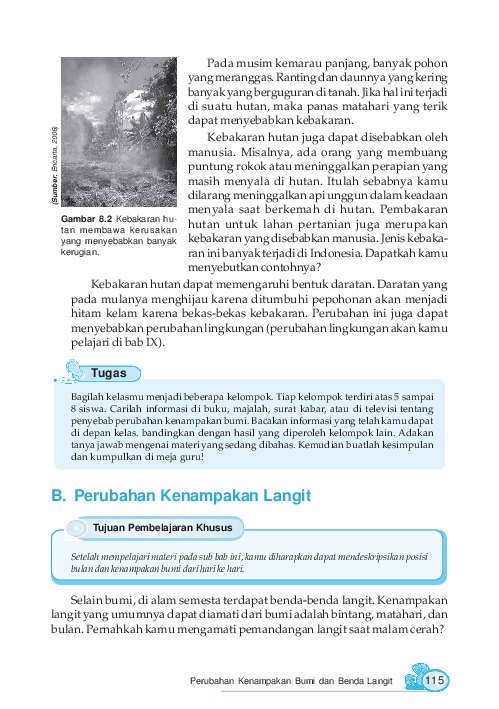 Pada musim kemarau panjang, banyak pohon
yang meranggas. Ranting dan daunnya yang kering
banyak yang berguguran di tanah. Jika hal ini terjadi
di suatu hutan, maka panas matahari yang terik
dapat menyebabkan kebakaran.
Kebakaran hutan juga dapat disebabkan oleh
manusia. Misalnya, ada orang yang membuang
puntung rokok atau meninggalkan perapian yang
masih menyala di hutan. Itulah sebabnya kamu
dilarang meninggalkan api unggun dalam keadaan
menyala saat berkemah di hutan. Pembakaran
hutan untuk lahan pertanian juga merupakan
kebakaran yang disebabkan manusia. Jenis kebaka-
ran ini banyak terjadi di Indonesia. Dapatkah kamu
menyebutkan contohnya?
(Sumber: Encarta, 2006)
Gambar 8.2 Kebakaran hu-
tan membawa kerusakan
yang menyebabkan banyak
kerugian.
Kebakaran hutan dapat memengaruhi bentuk daratan. Daratan yang
pada mulanya menghijau karena ditumbuhi pepohonan akan menjadi
hitam kelam karena bekas-bekas kebakaran. Perubahan ini juga dapat
menyebabkan perubahan lingkungan (perubahan lingkungan akan kamu
pelajari di bab IX).
Tugas
Bagilah kelasmu menjadi beberapa kelompok. Tiap kelompok terdiri atas 5 sampai
8 siswa. Carilah informasi di buku, majalah, surat kabar, atau di televisi tentang
penyebab perubahan kenampakan bumi. Bacakan informasi yang telah kamu dapat
di depan kelas. bandingkan dengan hasil yang diperoleh kelompok lain. Adakan
tanya jawab mengenai materi yang sedang dibahas. Kemudian buatlah kesimpulan
dan kumpulkan di meja guru!
B. Perubahan Kenampakan Langit
Tujuan Pembelajaran Khusus
Setelah mempelajari materi pada sub bab ini, kamu diharapkan dapat mendeskripsikan posisi
bulan dan kenampakan bumi dari hari ke hari.
Selain bumi, di alam semesta terdapat benda-benda langit. Kenampakan
langit yang umumnya dapat diamati dari bumi adalah bintang, matahari, dan
bulan. Pernahkah kamu mengamati pemandangan langit saat malam cerah?
Perubahan Kenampakan Bumi dan Benda Langit 115